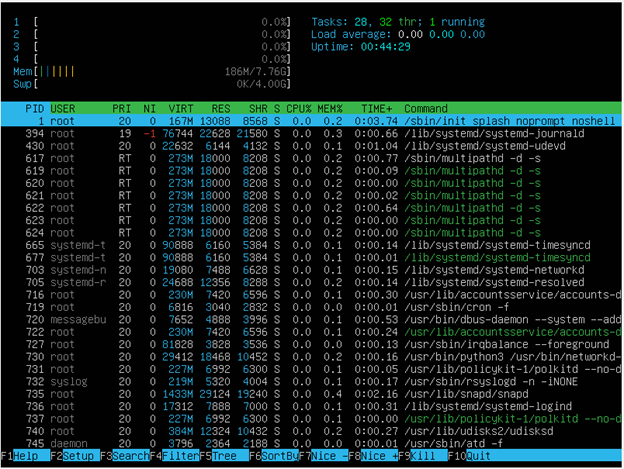 1 [ 0.0%] Tasks: 28, 32 thr; 1 running
2 [ 0.0%] Load average: 0.00 0.00 0.00
3 [ 0.0%] Uptime: 00:44:29
4 [ 0.0%]
Mem[|||||| 186M/7.76G]
Swp[ 0K/4.00G]
PID USER PRI NI VIRT RES SHR S CPU% MEM% TIME+ Command
1 root 20 0 167M 13088 8568 S 0.0 0.2 0:03.74 /sbin/init splash noprompt noshell
394 root 19 -1 76744 22628 21580 S 0.0 0.3 0:00.66 /lib/systemd/systemd-journald
430 root 20 0 22632 6144 4132 S 0.0 0.1 0:01.04 /lib/systemd/systemd-udevd
617 root RT 0 273M 18000 8208 S 0.0 0.2 0:00.77 /sbin/multipathd -d -s
619 root RT 0 273M 18000 8208 S 0.0 0.2 0:00.09 /sbin/multipathd -d -s
620 root RT 0 273M 18000 8208 S 0.0 0.2 0:00.00 /sbin/multipathd -d -s
621 root RT 0 273M 18000 8208 S 0.0 0.2 0:00.02 /sbin/multipathd -d -s
622 root RT 0 273M 18000 8208 S 0.0 0.2 0:00.64 /sbin/multipathd -d -s
623 root RT 0 273M 18000 8208 S 0.0 0.2 0:00.00 /sbin/multipathd -d -s
624 root RT 0 273M 18000 8208 S 0.0 0.2 0:00.00 /sbin/multipathd -d -s
665 systemd-t 20 0 90888 6160 5384 S 0.0 0.1 0:00.14 /lib/systemd/systemd-timesyncd
677 systemd-t 20 0 90888 6160 5384 S 0.0 0.1 0:00.01 /lib/systemd/systemd-timesyncd
703 systemd-n 20 0 19080 7488 6628 S 0.0 0.1 0:00.15 /lib/systemd/systemd-networkd
705 systemd-r 20 0 24688 12356 8288 S 0.0 0.2 0:00.14 /lib/systemd/systemd-resolved
716 root 20 0 230M 7420 6596 S 0.0 0.1 0:00.30 /usr/lib/accountsservice/accounts-d
719 root 20 0 6816 3040 2832 S 0.0 0.0 0:00.01 /usr/sbin/cron -f
720 messagebu 20 0 7652 4888 3996 S 0.0 0.1 0:00.53 /usr/bin/dbus-daemon --system --add
722 root 20 0 230M 7420 6596 S 0.0 0.1 0:00.24 /usr/lib/accountsservice/accounts-d
727 root 20 0 81828 3828 3536 S 0.0 0.0 0:00.13 /usr/sbin/irqbalance --foreground
730 root 20 0 29412 18468 10452 S 0.0 0.2 0:00.16 /usr/bin/python3 /usr/bin/networkd-
731 root 20 0 227M 6992 6300 S 0.0 0.1 0:00.05 /usr/lib/policykit-1/polkitd --no-d
732 syslog 20 0 219M 5320 4004 S 0.0 0.1 0:00.17 /usr/sbin/rsyslogd -n -iNONE
735 root 20 0 1433M 29124 19240 S 0.0 0.4 0:02.16 /usr/lib/snapd/snapd
736 root 20 0 17312 7888 7000 S 0.0 0.1 0:00.31 /lib/systemd/systemd-logind
737 root 20 0 227M 6992 6300 S 0.0 0.1 0:00.00 /usr/lib/policykit-1/polkitd --no-d
740 root 20 0 384M 12324 10432 S 0.0 0.2 0:00.27 /usr/lib/udisks2/udisksd
745 daemon 20 0 3796 2364 2188 S 0.0 0.0 0:00.01 /usr/sbin/atd -f
F1Help F2Setup F3SearchF4FilterF5Tree F6SortByF7Nice -F8Nice +F9Kill F10Quit